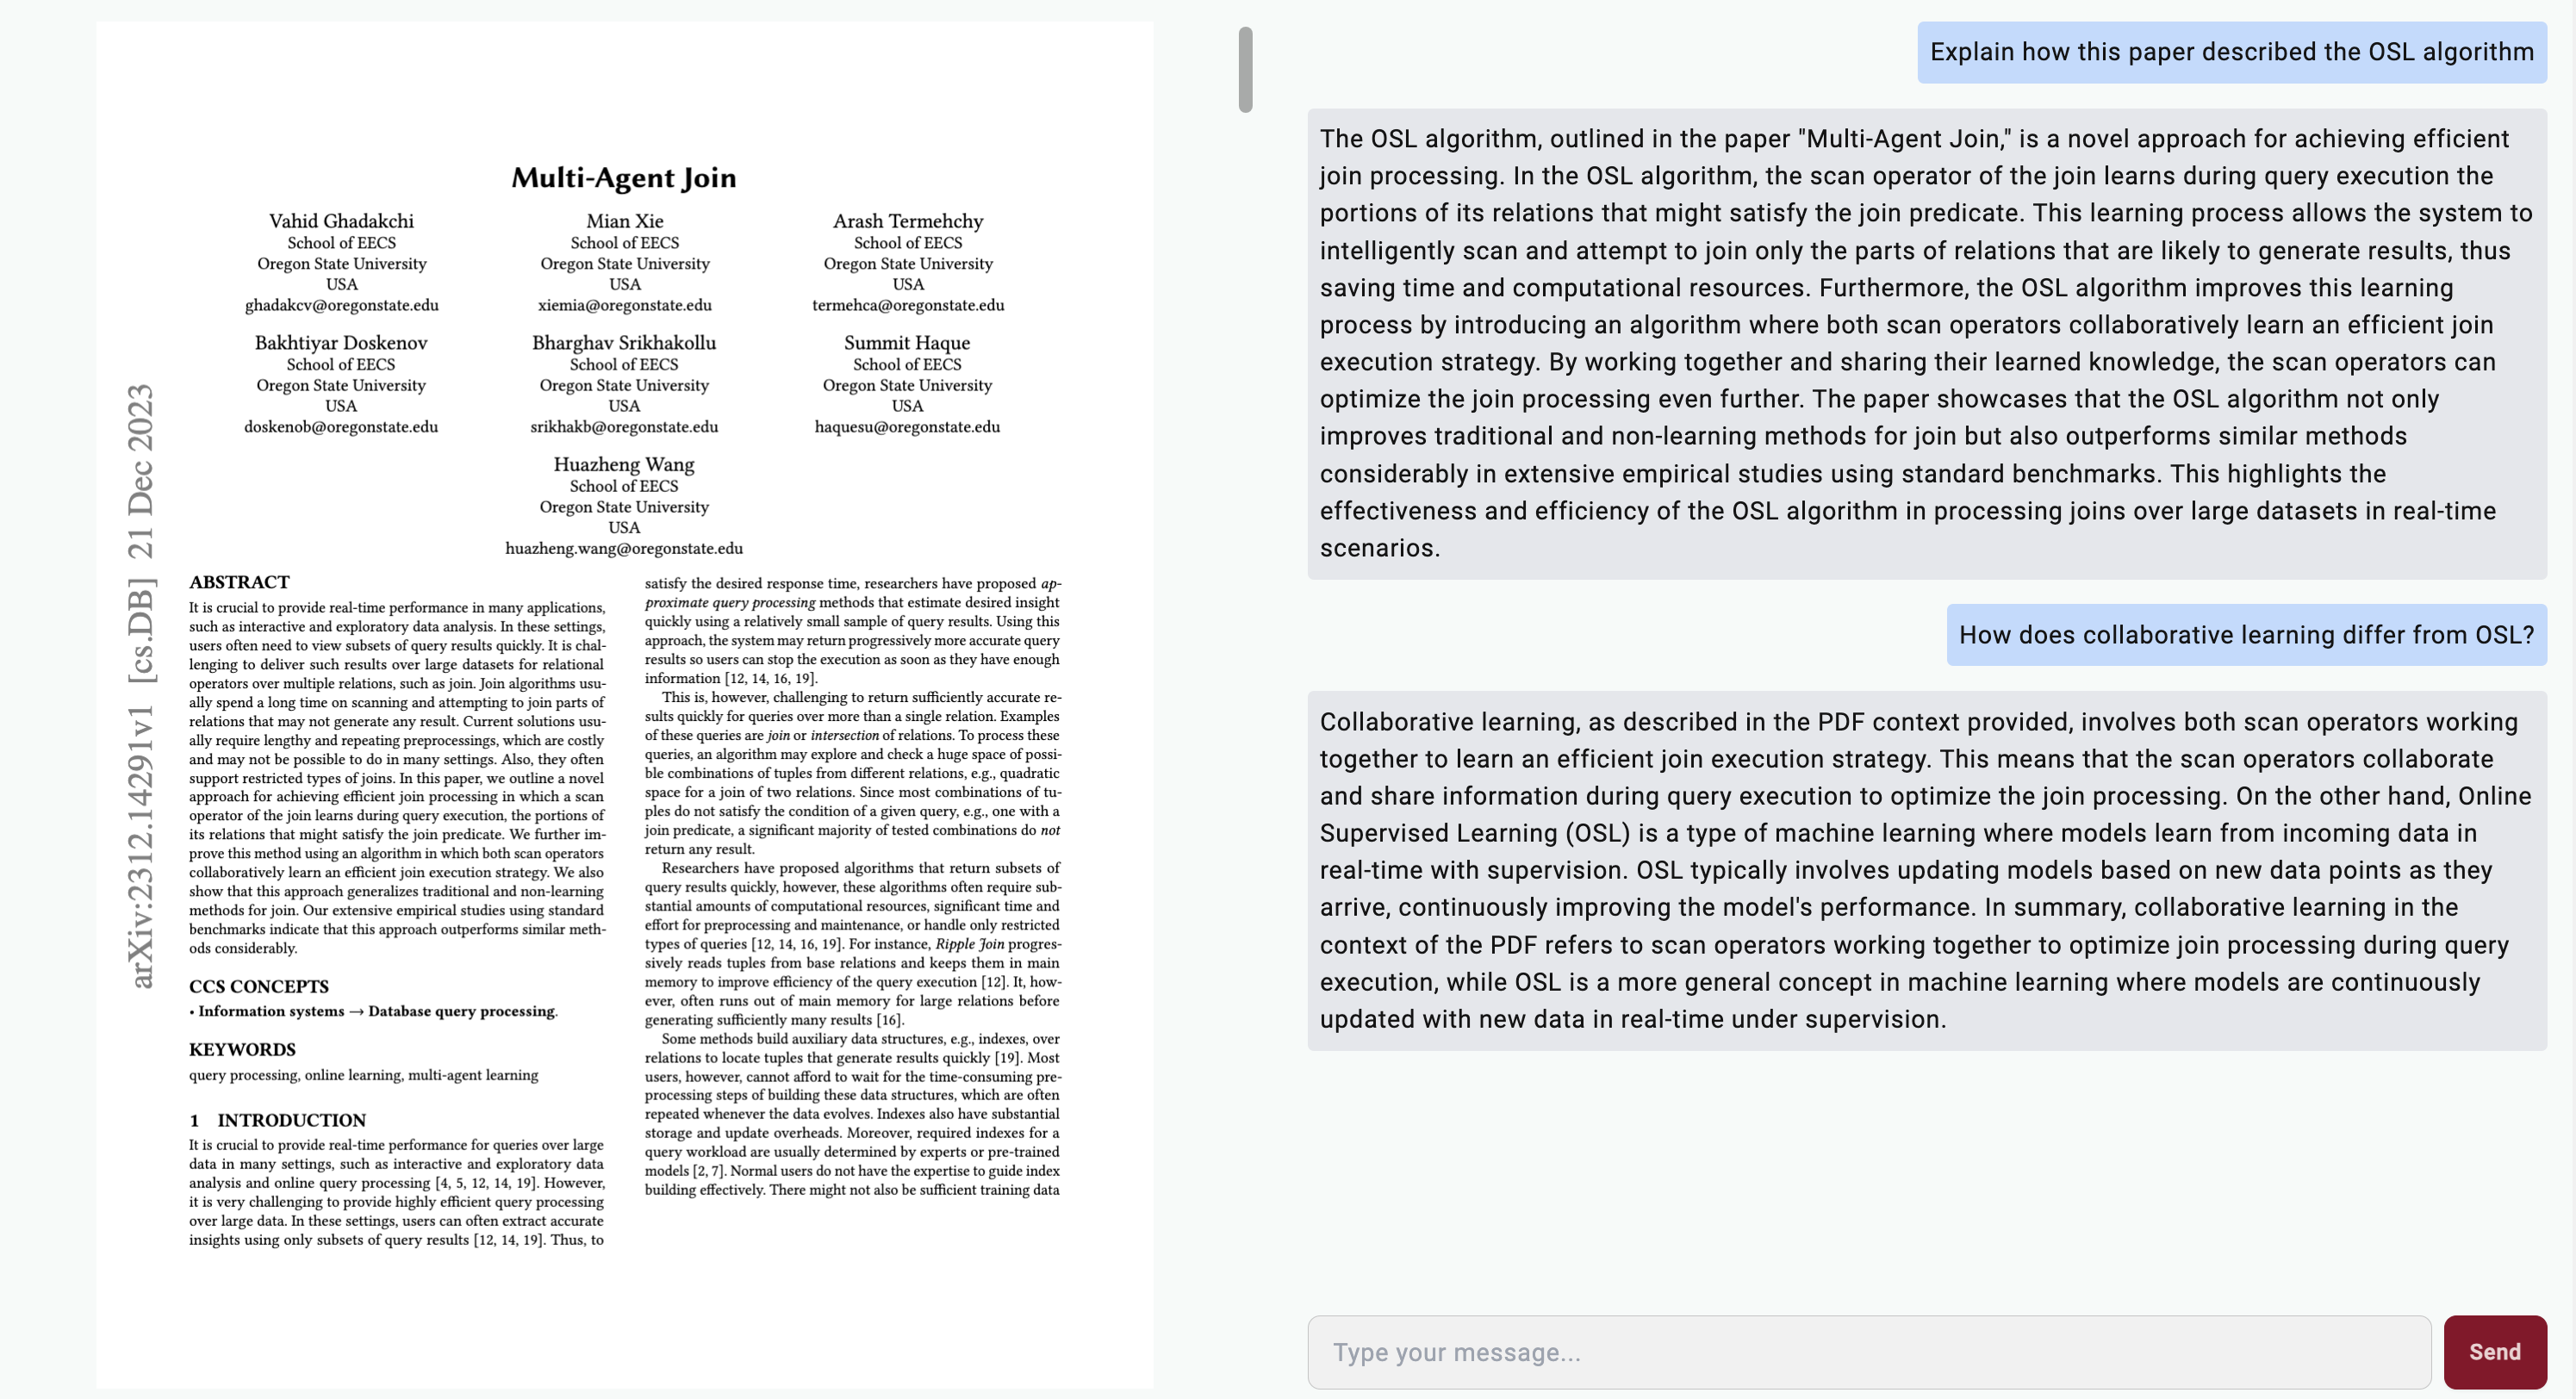 Multi-Agent Join
Vahid Ghadakchi
School of EECS
Oregon State University
USA
ghadakcv@oregonstate.edu
Mian Xie
School of EECS
Oregon State University
USA
xiemia@oregonstate.edu
Arash Termehchy
School of EECS
Oregon State University
USA
termehca@oregonstate.edu
Bakhtiyar Doskenov
School of EECS
Oregon State University
USA
doskenob@oregonstate.edu
Bharghav Srikhakollu
School of EECS
Oregon State University
USA
srikhakb@oregonstate.edu
Summit Haque
School of EECS
Oregon State University
USA
haquesu@oregonstate.edu
Huazheng Wang
School of EECS
Oregon State University
USA
huazheng.wang@oregonstate.edu
arXiv:2312.14291v1 [cs.DB] 21 Dec 2023
ABSTRACT
It is crucial to provide real-time performance in many applications,
such as interactive and exploratory data analysis. In these settings,
users often need to view subsets of query results quickly. It is chal-
lenging to deliver such results over large datasets for relational
operators over multiple relations, such as join. Join algorithms usu-
ally spend a long time on scanning and attempting to join parts of
relations that may not generate any result. Current solutions usu-
ally require lengthy and repeating preprocessings, which are costly
and may not be possible to do in many settings. Also, they often
support restricted types of joins. In this paper, we outline a novel
approach for achieving efficient join processing in which a scan
operator of the join learns during query execution, the portions of
its relations that might satisfy the join predicate. We further im-
prove this method using an algorithm in which both scan operators
collaboratively learn an efficient join execution strategy. We also
show that this approach generalizes traditional and non-learning
methods for join. Our extensive empirical studies using standard
benchmarks indicate that this approach outperforms similar meth-
ods considerably.
CCS CONCEPTS
• Information systems → Database query processing.
KEYWORDS
query processing, online learning, multi-agent learning
1 INTRODUCTION
It is crucial to provide real-time performance for queries over large
data in many settings, such as interactive and exploratory data
analysis and online query processing [4, 5, 12, 14, 19]. However,
it is very challenging to provide highly efficient query processing
over large data. In these settings, users can often extract accurate
insights using only subsets of query results [12, 14, 19]. Thus, to
satisfy the desired response time, researchers have proposed ap-
proximate query processing methods that estimate desired insight
quickly using a relatively small sample of query results. Using this
approach, the system may return progressively more accurate query
results so users can stop the execution as soon as they have enough
information [12, 14, 16, 19].
This is, however, challenging to return sufficiently accurate re-
sults quickly for queries over more than a single relation. Examples
of these queries are join or intersection of relations. To process these
queries, an algorithm may explore and check a huge space of possi-
ble combinations of tuples from different relations, e.g., quadratic
space for a join of two relations. Since most combinations of tu-
ples do not satisfy the condition of a given query, e.g., one with a
join predicate, a significant majority of tested combinations do not
return any result.
Researchers have proposed algorithms that return subsets of
query results quickly, however, these algorithms often require sub-
stantial amounts of computational resources, significant time and
effort for preprocessing and maintenance, or handle only restricted
types of queries [12, 14, 16, 19]. For instance, Ripple Join progres-
sively reads tuples from base relations and keeps them in main
memory to improve efficiency of the query execution [12]. It, how-
ever, often runs out of main memory for large relations before
generating sufficiently many results [16].
Some methods build auxiliary data structures, e.g., indexes, over
relations to locate tuples that generate results quickly [19]. Most
users, however, cannot afford to wait for the time-consuming pre-
processing steps of building these data structures, which are often
repeated whenever the data evolves. Indexes also have substantial
storage and update overheads. Moreover, required indexes for a
query workload are usually determined by experts or pre-trained
models [2, 7]. Normal users do not have the expertise to guide index
building effectively. There might not also be sufficient training data
Explain how this paper described the OSL algorithm
The OSL algorithm, outlined in the paper "Multi-Agent Join," is a novel approach for achieving efficient
join processing. In the OSL algorithm, the scan operator of the join learns during query execution the
portions of its relations that might satisfy the join predicate. This learning process allows the system to
intelligently scan and attempt to join only the parts of relations that are likely to generate results, thus
saving time and computational resources. Furthermore, the OSL algorithm improves this learning
process by introducing an algorithm where both scan operators collaboratively learn an efficient join
execution strategy. By working together and sharing their learned knowledge, the scan operators can
optimize the join processing even further. The paper showcases that the OSL algorithm not only
improves traditional and non-learning methods for join but also outperforms similar methods
considerably in extensive empirical studies using standard benchmarks. This highlights the
effectiveness and efficiency of the OSL algorithm in processing joins over large datasets in real-time
scenarios.
How does collaborative learning differ from OSL?
Collaborative learning, as described in the PDF context provided, involves both scan operators working
together to learn an efficient join execution strategy. This means that the scan operators collaborate
and share information during query execution to optimize the join processing. On the other hand, Online
Supervised Learning (OSL) is a type of machine learning where models learn from incoming data in
real-time with supervision. OSL typically involves updating models based on new data points as they
arrive, continuously improving the model's performance. In summary, collaborative learning in the
context of the PDF refers to scan operators working together to optimize join processing during query
execution, while OSL is a more general concept in machine learning where models are continuously
updated with new data in real-time under supervision.
Type your message...
Send